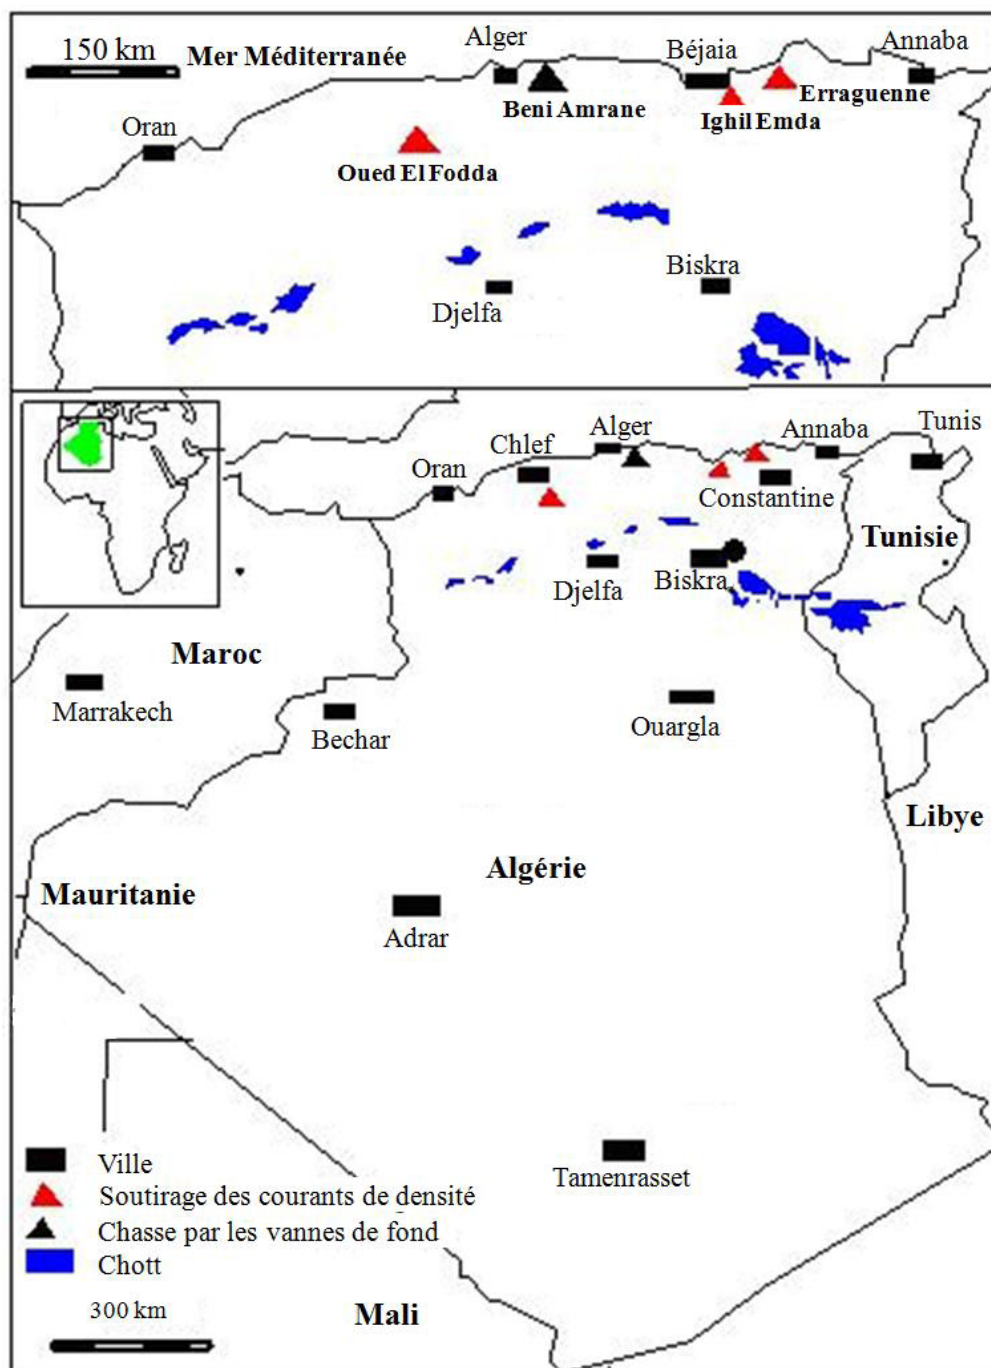 150 km
Mer Méditerranée
Alger
Béjaia
Annaba
Beni Amrane
Erraguenne
Ighil Emda
Oran
Oued El Fodda
Biskra
Djelfa
Alger
Annaba
Tunis
Chlef
Oran
Constantine
Tunisie
Djelfa
Biskra
Maroc
Marrakech
Bechar
Ouargla
Libye
Algérie
Mauritanie
Adrar
Ville
Tamenrasset
Soutirage des courants de densité
Chasse par les vannes de fond
Chott
300 km
Mali